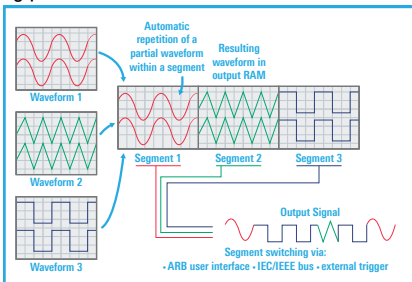 Automatic
repetition of a
partial waveform
within a segment
Resulting
waveform in
output RAM
Waveform 1
Waveform 2
Waveform 3
Segment 1 Segment 2 Segment 3
Output Signal
Segment switching via:
• ARB user interface • IEC/IEEE bus • external trigger